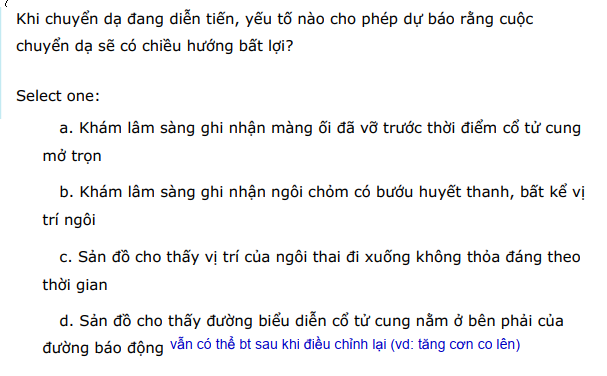 Khi chuyển dạ đang diễn tiến, yếu tố nào cho phép dự báo rằng cuộc
chuyển dạ sẽ có chiều hướng bất lợi?
Select one:
a. Khám lâm sàng ghi nhận màng ối đã vỡ trước thời điểm cổ tử cung
mở trọn
b. Khám lâm sàng ghi nhận ngôi chỏm có bướu huyết thanh, bất kể vị
trí ngôi
c. Sản đồ cho thấy vị trí của ngôi thai đi xuống không thỏa đáng theo
thời gian
d. Sản đồ cho thấy đường biểu diễn cổ tử cung nằm ở bên phải của
đường báo động vẫn có thể bt sau khi điều chỉnh lại (vd: tăng cơn co lên)